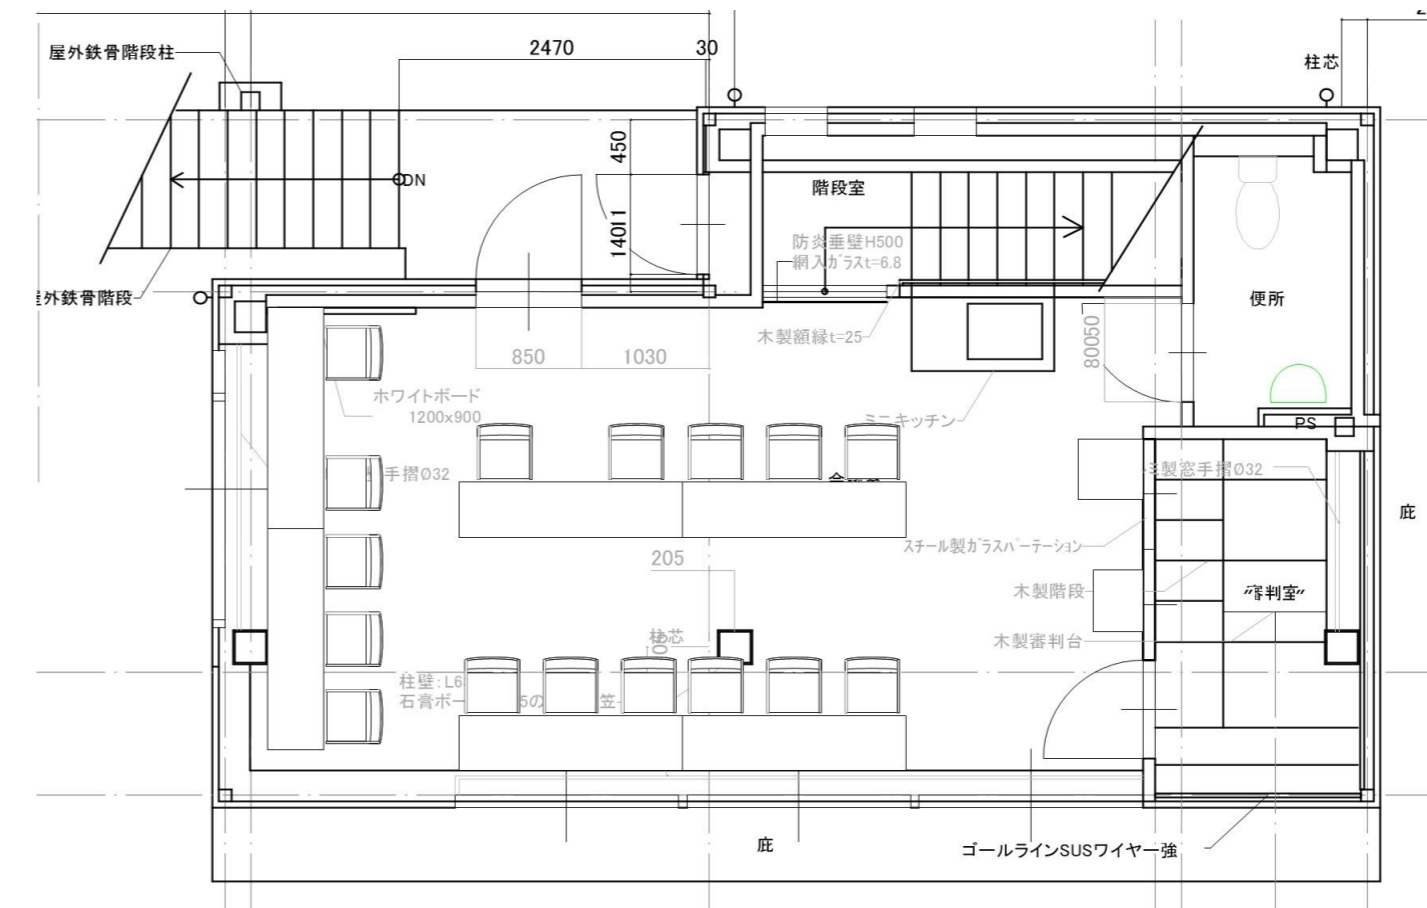 屋外鉄骨階段柱
2470
30
柱芯
450
DN
階段室
防炎垂壁H500
網入ガラスt=6.8
屋外鉄骨階段
便所
木製額縁t=25
80050
850
1030
ホワイトボード
1200x900
ミニキッチン
PS
手摺Ø32
製窓手摺Ø32
庇
スチール製ガラスパーテーション
205
木製階段
"審判室"
木製審判台
柱芯
柱壁:L6
石膏ボー
5の
笠
庇
ゴールラインSUSワイヤー強